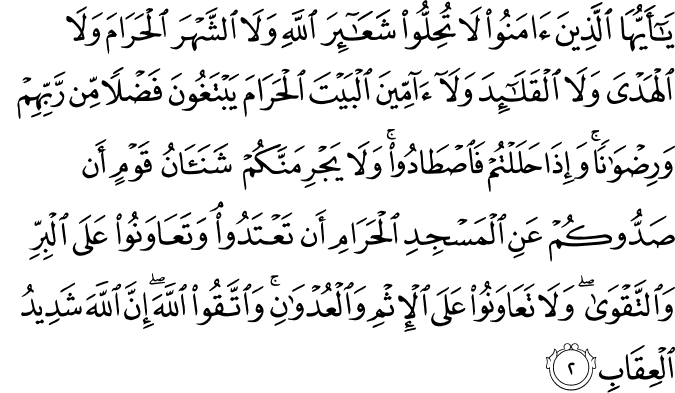 يَـٰٓأَيُّهَا ٱلَّذِينَ ءَامَنُوا۟ لَا تُحِلُّوا۟ شَعَـٰٓئِرَ ٱللَّهِ وَلَا ٱلشَّهْرَ ٱلْحَرَامَ وَلَا
ٱلْهَدْىَ وَلَا ٱلْقَلَـٰٓئِدَ وَلَآ ءَآمِّينَ ٱلْبَيْتَ ٱلْحَرَامَ يَبْتَغُونَ فَضْلًا مِّن رَّبِّهِمْ
وَرِضْوَٰنًا ۚ وَإِذَا حَلَلْتُمْ فَٱصْطَادُوا۟ ۚ وَلَا يَجْرِمَنَّكُمْ شَنَـَٔانُ قَوْمٍ أَن
صَدُّوكُمْ عَنِ ٱلْمَسْجِدِ ٱلْحَرَامِ أَن تَعْتَدُوا۟ ۘ وَتَعَاوَنُوا۟ عَلَى ٱلْبِرِّ
وَٱلتَّقْوَىٰ ۖ وَلَا تَعَاوَنُوا۟ عَلَى ٱلْإِثْمِ وَٱلْعُدْوَٰنِ ۚ وَٱتَّقُوا۟ ٱللَّهَ ۖ إِنَّ ٱللَّهَ شَدِيدُ
ٱلْعِقَابِ ٢